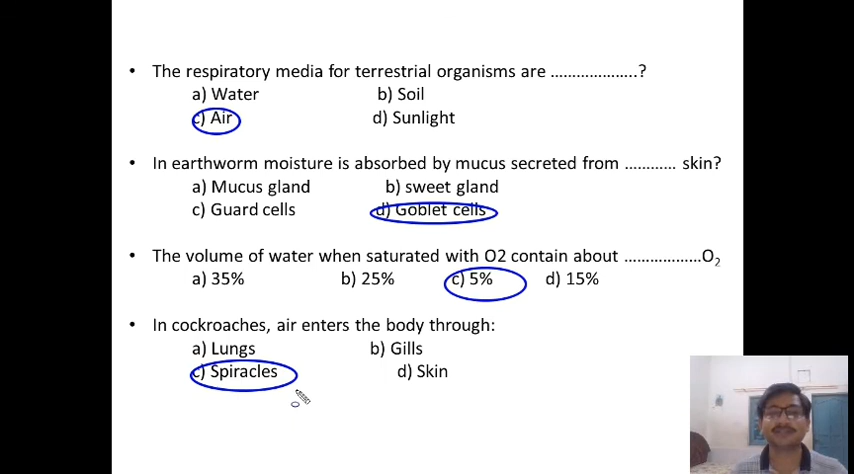 • The respiratory media for terrestrial organisms are ………………..?
a) Water b) Soil
c) Air d) Sunlight
• In earthworm moisture is absorbed by mucus secreted from ………… skin?
a) Mucus gland b) sweet gland
c) Guard cells d) Goblet cells
• The volume of water when saturated with O2 contain about ……………….O₂
a) 35% b) 25% c) 5% d) 15%
• In cockroaches, air enters the body through:
a) Lungs b) Gills
c) Spiracles d) Skin